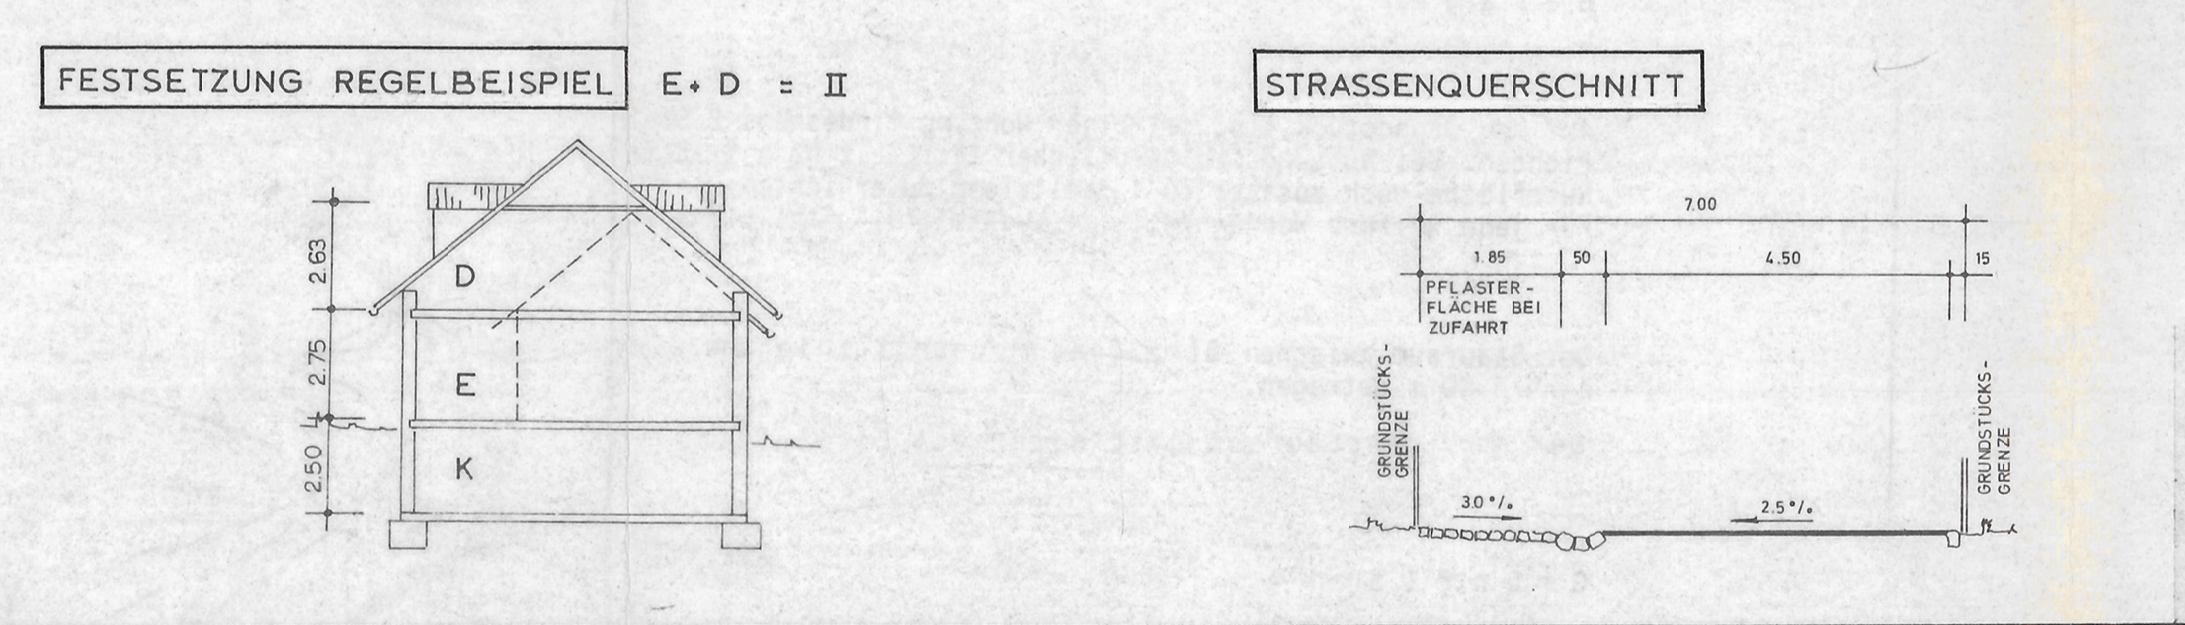 FESTSETZUNG REGELBEISPIEL E+D = II
2.63
2.75
2.50
D
E
K
STRASSENQUERSCHNITT
7.00
1.85 50 4.50 15
PFLASTER-
FLÄCHE BEI
ZUFAHRT
GRUNDSTÜCKS-
GRENZE
GRUNDSTÜCKS-
GRENZE
3.0 %
2.5 %